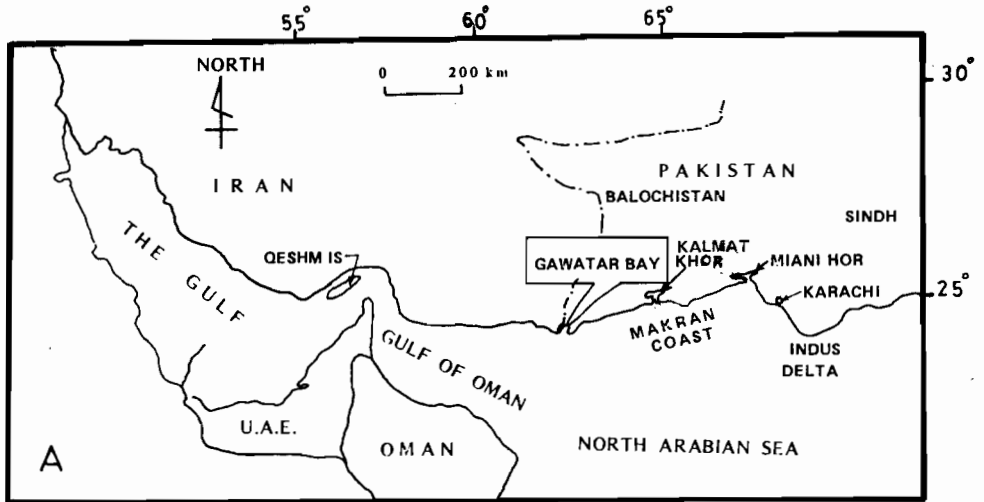 55°
60°
65°
NORTH
0 200 km
30°
IRAN
PAKISTAN
BALOCHISTAN
SINDH
THE GULF
QESHM IS
GAWATAR BAY
KALMAT
KHOR
MIANI HOR
25°
KARACHI
MAKRAN
COAST
INDUS
DELTA
GULF OF OMAN
U.A.E.
OMAN
NORTH ARABIAN SEA
A